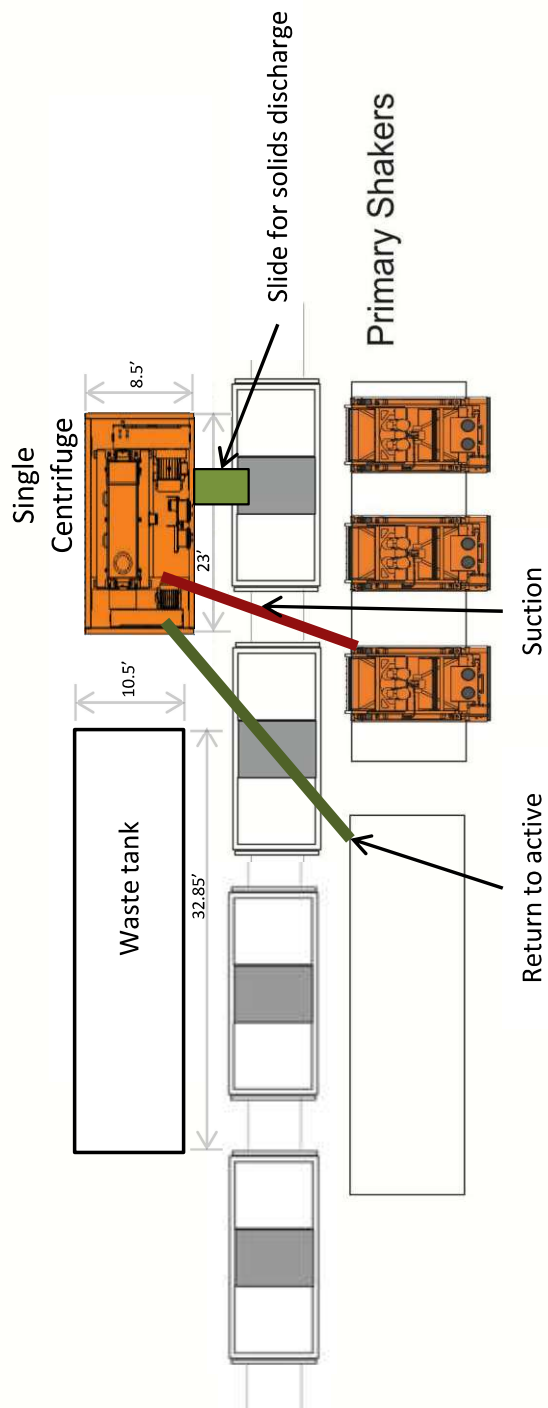 Single
Centrifuge
8.5’
23’
Slide for solids discharge
Primary Shakers
10.5’
Waste tank
32.85’
Suction
Return to active